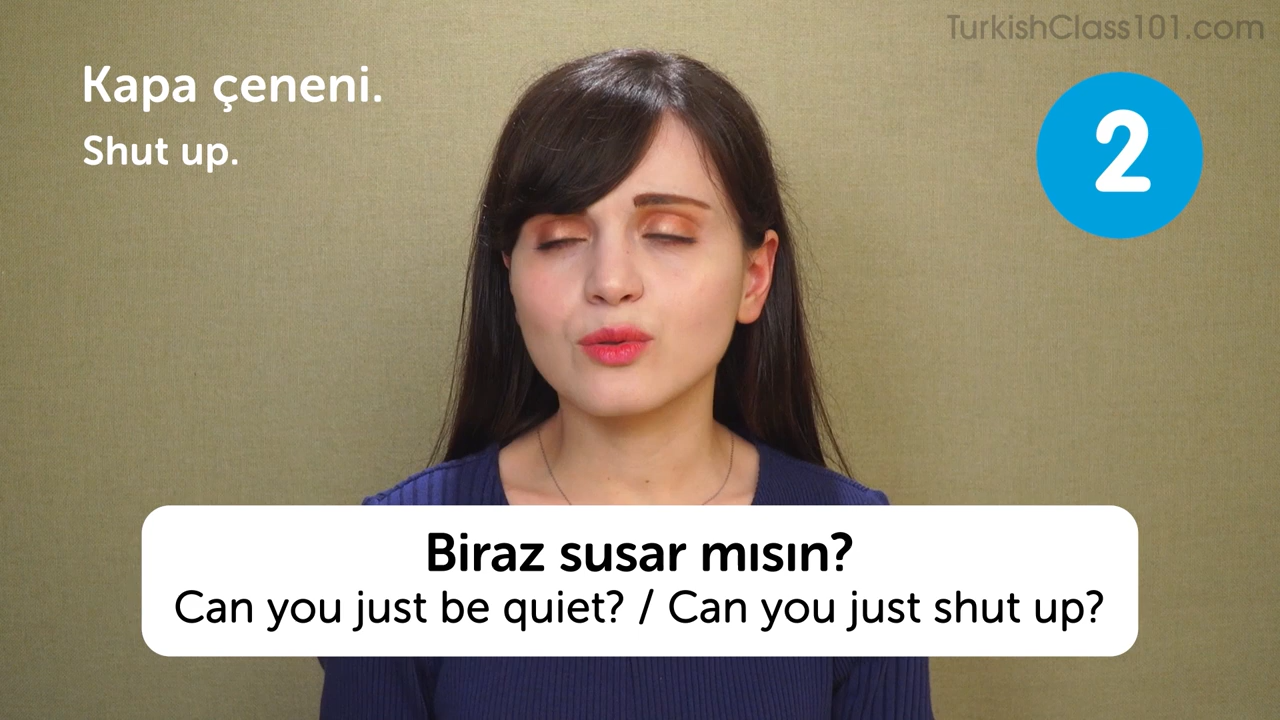 TurkishClass101.com
Kapa çeneni.
Shut up.
2
Biraz susar mısın?
Can you just be quiet? / Can you just shut up?